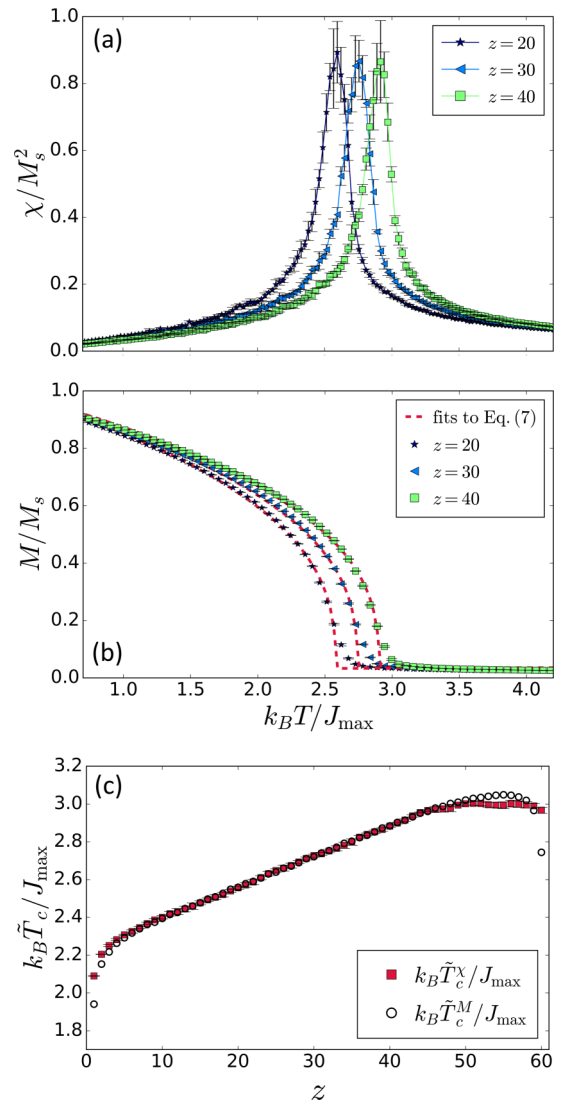 (a)
z = 20
z = 30
z = 40
χ/M_s^2
1.0
0.8
0.6
0.4
0.2
0.0
(b)
fits to Eq. (7)
z = 20
z = 30
z = 40
M/M_s
1.0
0.8
0.6
0.4
0.2
0.0
1.0 1.5 2.0 2.5 3.0 3.5 4.0
k_BT/J_max
(c)
k_B T̃_c/J_max
3.2
3.0
2.8
2.6
2.4
2.2
2.0
1.8
k_B T̃_c^χ/J_max
k_B T̃_c^M/J_max
0 10 20 30 40 50 60
z